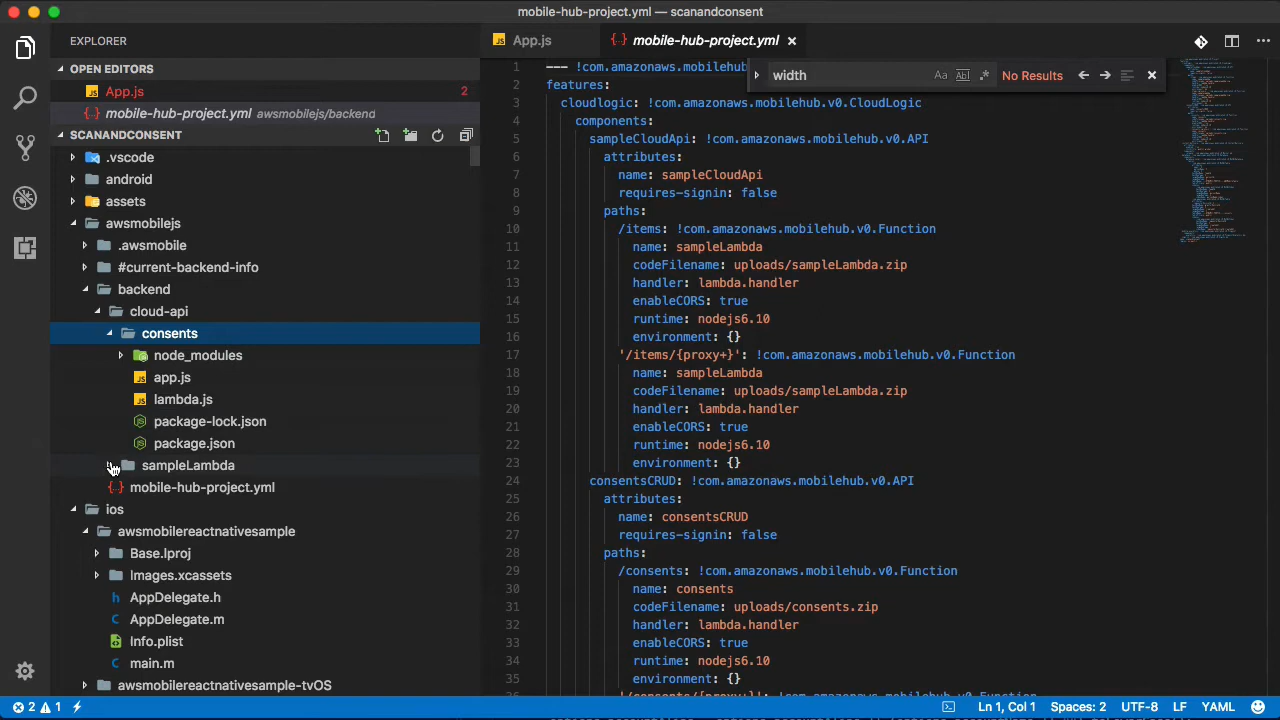 mobile-hub-project.yml — scanandconsent
EXPLORER
OPEN EDITORS
App.js 2
mobile-hub-project.yml awsmobilejs/backend
SCANANDCONSENT
.vscode
android
assets
awsmobilejs
.awsmobile
#current-backend-info
backend
cloud-api
consents
node_modules
app.js
lambda.js
package-lock.json
package.json
sampleLambda
mobile-hub-project.yml
ios
awsmobilereactnativesample
Base.lproj
Images.xcassets
AppDelegate.h
AppDelegate.m
Info.plist
main.m
awsmobilereactnativesample-tvOS
App.js
mobile-hub-project.yml
width
No Results
1 --- !com.amazonaws.mobilehub
2 features:
3 cloudlogic: !com.amazonaws.mobilehub.v0.CloudLogic
4 components:
5 sampleCloudApi: !com.amazonaws.mobilehub.v0.API
6 attributes:
7 name: sampleCloudApi
8 requires-signin: false
9 paths:
10 /items: !com.amazonaws.mobilehub.v0.Function
11 name: sampleLambda
12 codeFilename: uploads/sampleLambda.zip
13 handler: lambda.handler
14 enableCORS: true
15 runtime: nodejs6.10
16 environment: {}
17 '/items/{proxy+}': !com.amazonaws.mobilehub.v0.Function
18 name: sampleLambda
19 codeFilename: uploads/sampleLambda.zip
20 handler: lambda.handler
21 enableCORS: true
22 runtime: nodejs6.10
23 environment: {}
24 consentsCRUD: !com.amazonaws.mobilehub.v0.API
25 attributes:
26 name: consentsCRUD
27 requires-signin: false
28 paths:
29 /consents: !com.amazonaws.mobilehub.v0.Function
30 name: consents
31 codeFilename: uploads/consents.zip
32 handler: lambda.handler
33 enableCORS: true
34 runtime: nodejs6.10
35 environment: {}
36 '/consents/{proxy+}': !com.amazonaws.mobilehub.v0.Function
2 1
Ln 1, Col 1 Spaces: 2 UTF-8 LF YAML